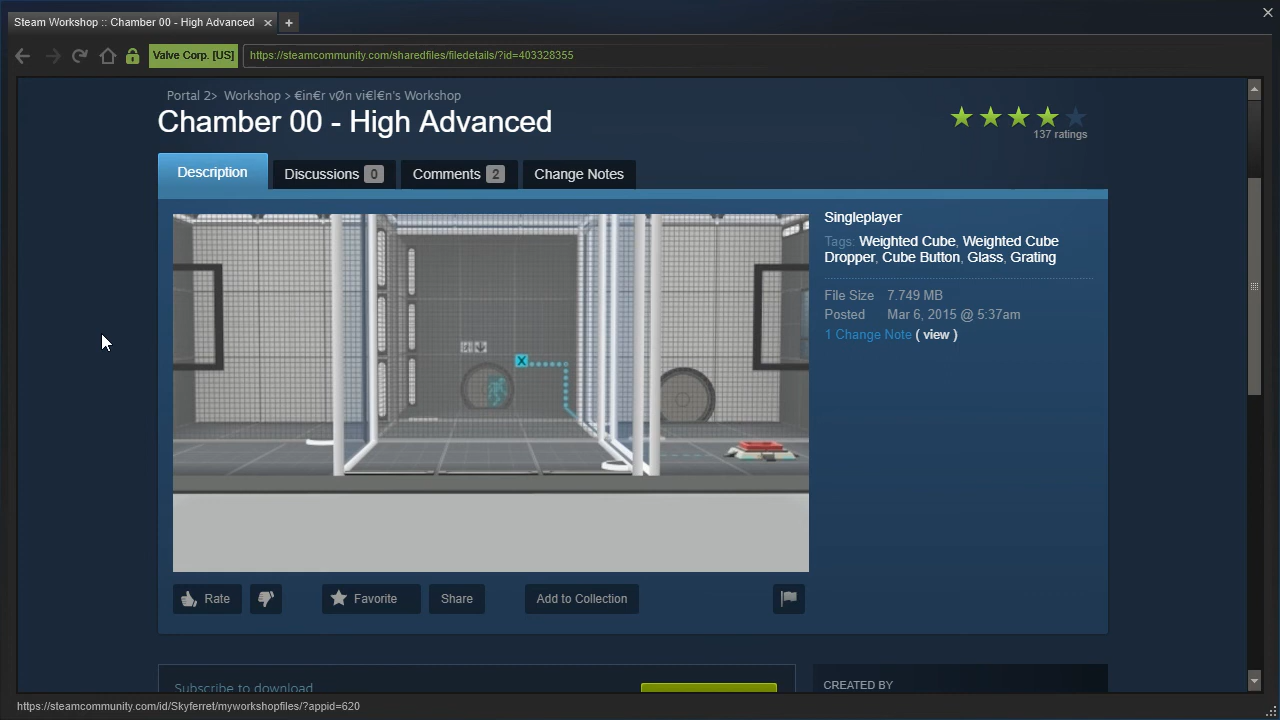 Steam Workshop :: Chamber 00 - High Advanced
Valve Corp. [US]
https://steamcommunity.com/sharedfiles/filedetails/?id=403328355
Portal 2> Workshop > €in€r vØn vi€l€n's Workshop
Chamber 00 - High Advanced
137 ratings
Description
Discussions 0
Comments 2
Change Notes
Singleplayer
Tags: Weighted Cube, Weighted Cube
Dropper, Cube Button, Glass, Grating
File Size 7.749 MB
Posted Mar 6, 2015 @ 5:37am
1 Change Note ( view )
X
Rate
Favorite
Share
Add to Collection
Subscribe to download
CREATED BY
https://steamcommunity.com/id/Skyferret/myworkshopfiles/?appid=620